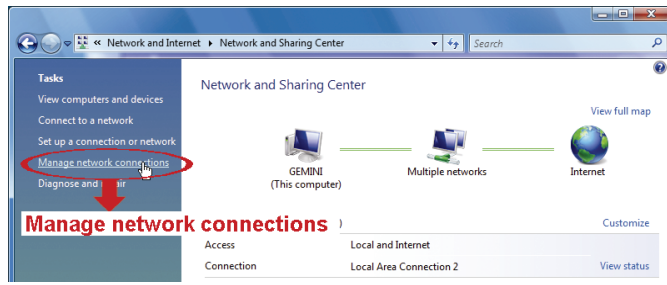 « Network and Internet ▸ Network and Sharing Center
Search
Tasks
View computers and devices
Connect to a network
Set up a connection or network
Manage network connections
Diagnose and
Manage network connections
Network and Sharing Center
View full map
GEMINI
(This computer)
Multiple networks
Internet
)
Customize
Access Local and Internet
Connection Local Area Connection 2 View status